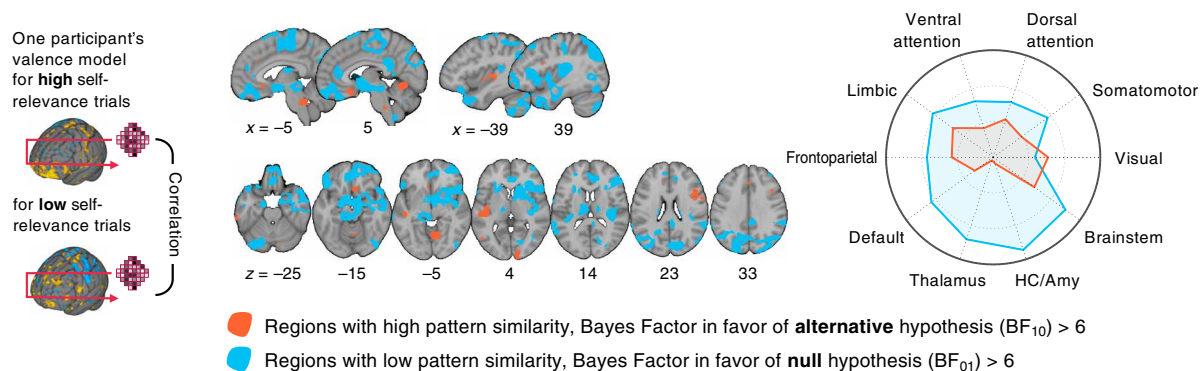 One participant's
valence model
for high self-
relevance trials
for low self-
relevance trials
Correlation
x = –5
5
x = –39
39
z = –25
–15
–5
4
14
23
33
Ventral
attention
Dorsal
attention
Limbic
Somatomotor
Frontoparietal
Visual
Default
Brainstem
Thalamus
HC/Amy
Regions with high pattern similarity, Bayes Factor in favor of alternative hypothesis (BF10) > 6
Regions with low pattern similarity, Bayes Factor in favor of null hypothesis (BF01) > 6